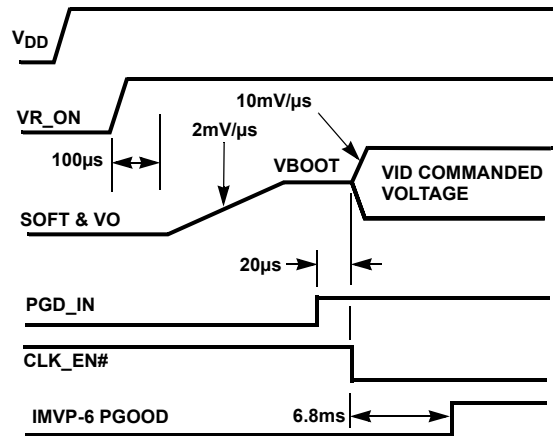 VDD
10mV/µs
VR_ON
2mV/µs
100µs
VBOOT
VID COMMANDED
VOLTAGE
SOFT & VO
20µs
PGD_IN
CLK_EN#
IMVP-6 PGOOD
6.8ms